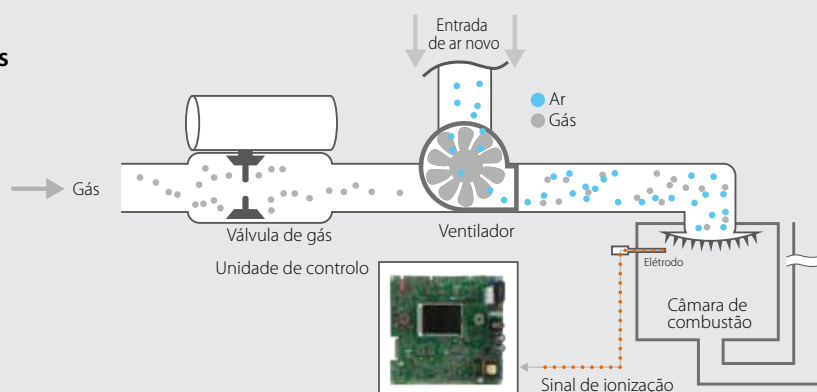 s
Entrada
de ar novo
Ar
Gás
Gás
Válvula de gás
Ventilador
Unidade de controlo
Elétrodo
Câmara de
combustão
Sinal de ionização